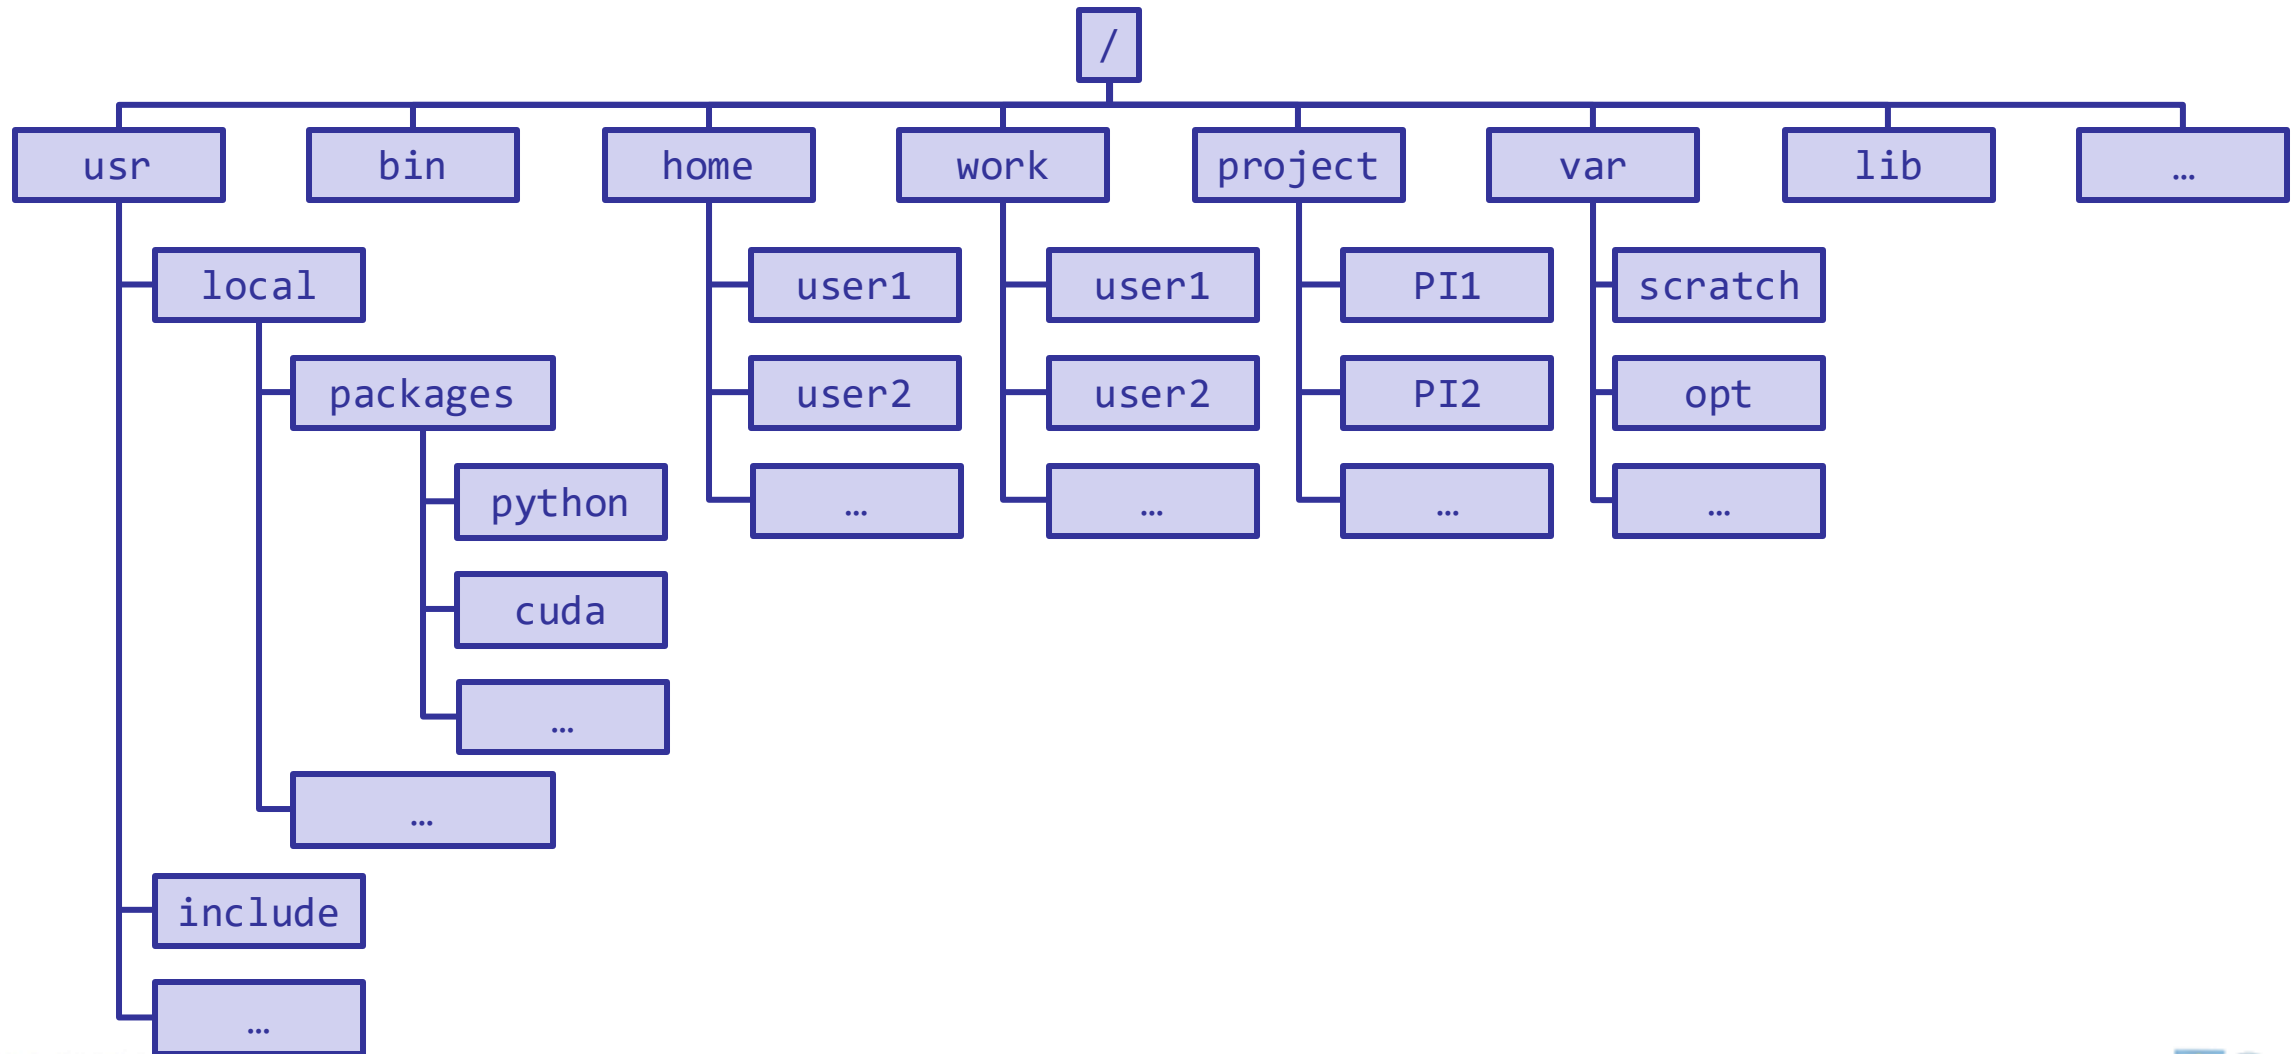 /
usr bin home work project var lib …
local user1 user1 PI1 scratch
packages user2 user2 PI2 opt
python … … … …
cuda
…
…
include
…